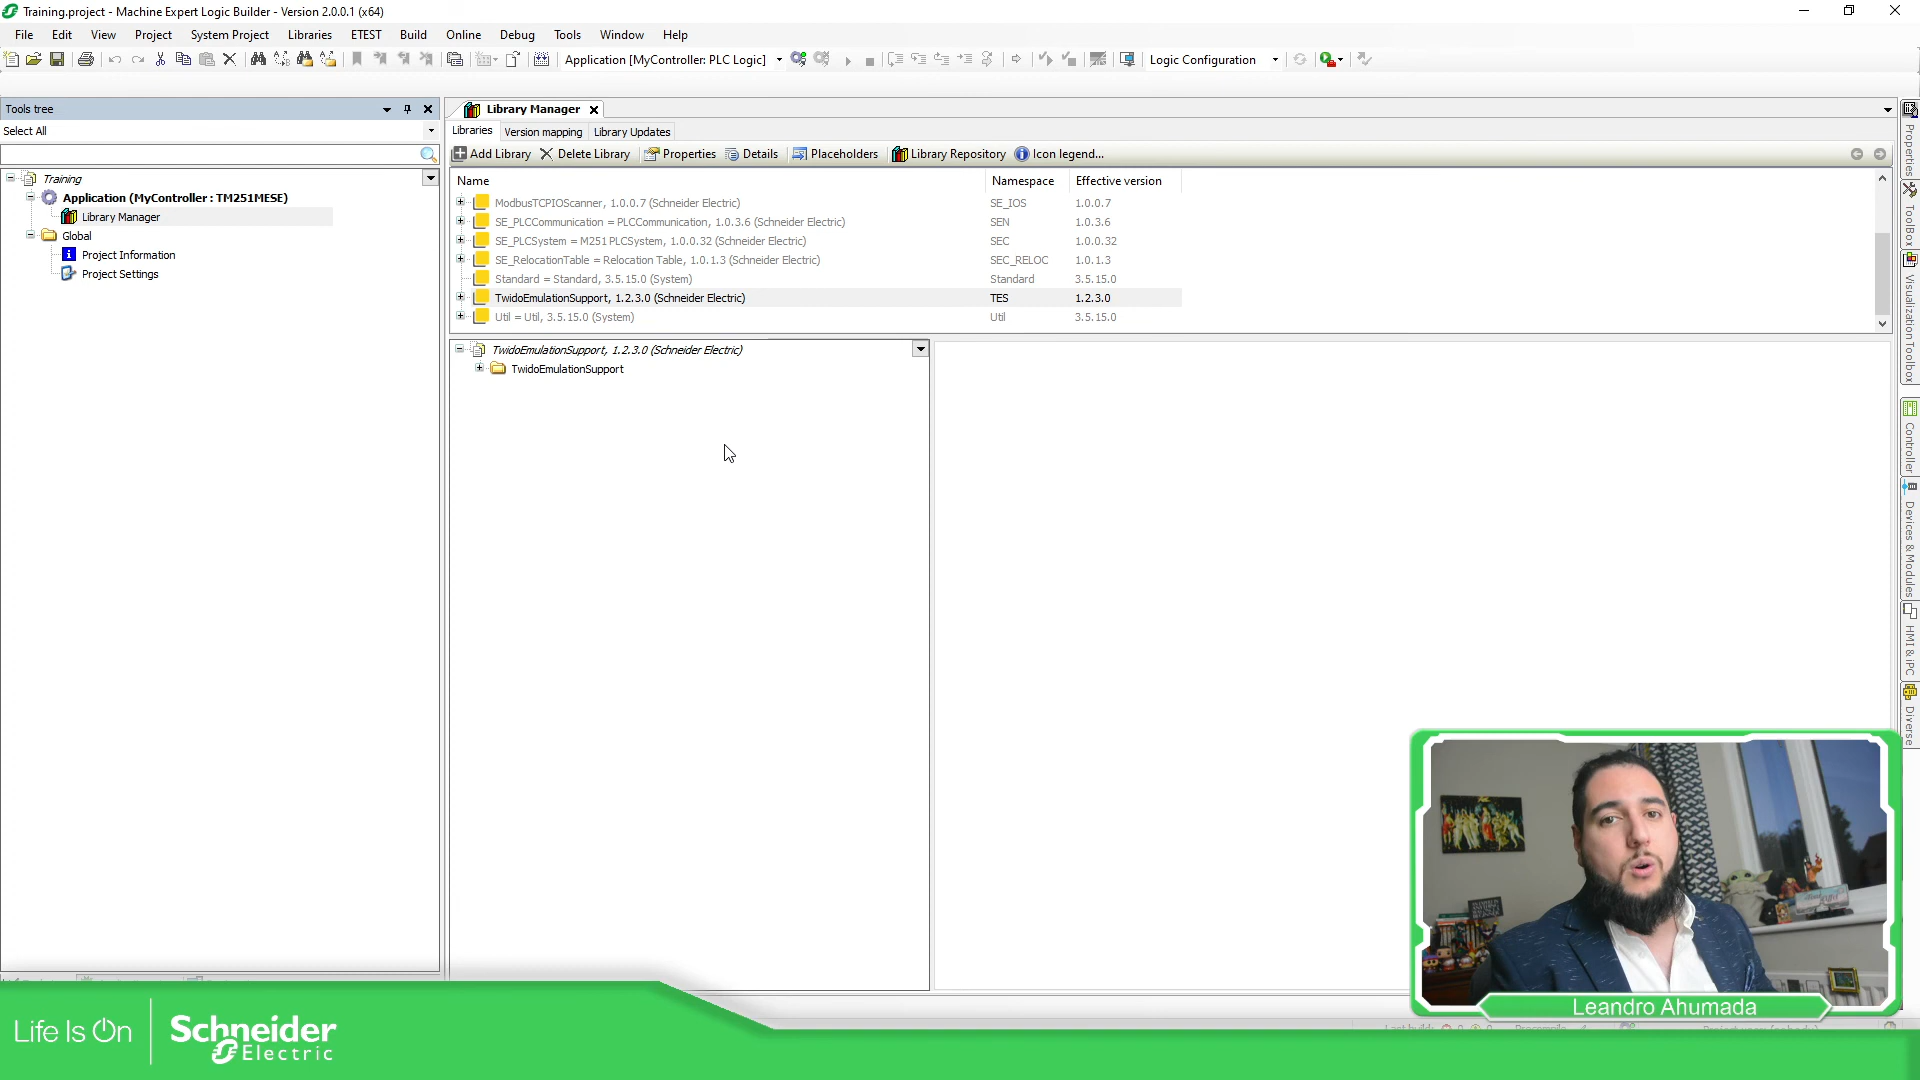 Training.project - Machine Expert Logic Builder - Version 2.0.0.1 (x64)
File Edit View Project System Project Libraries ETEST Build Online Debug Tools Window Help
Application [MyController: PLC Logic] Logic Configuration
Tools tree
Select All
Training
Application (MyController : TM251MESE)
Library Manager
Global
Project Information
Project Settings
Library Manager
Libraries Version mapping Library Updates
Add Library Delete Library Properties Details Placeholders Library Repository Icon legend...
Name Namespace Effective version
ModbusTCPIOScanner, 1.0.0.7 (Schneider Electric) SE_IOS 1.0.0.7
SE_PLCCommunication = PLCCommunication, 1.0.3.6 (Schneider Electric) SEN 1.0.3.6
SE_PLCSystem = M251 PLCSystem, 1.0.0.32 (Schneider Electric) SEC 1.0.0.32
SE_RelocationTable = Relocation Table, 1.0.1.3 (Schneider Electric) SEC_RELOC 1.0.1.3
Standard = Standard, 3.5.15.0 (System) Standard 3.5.15.0
TwidoEmulationSupport, 1.2.3.0 (Schneider Electric) TES 1.2.3.0
Util = Util, 3.5.15.0 (System) Util 3.5.15.0
TwidoEmulationSupport, 1.2.3.0 (Schneider Electric)
TwidoEmulationSupport
Properties
ToolBox
Visualization Toolbox
Controller
Devices & Modules
HMI & iPC
Diverse
Leandro Ahumada
Life Is On
Schneider
Electric